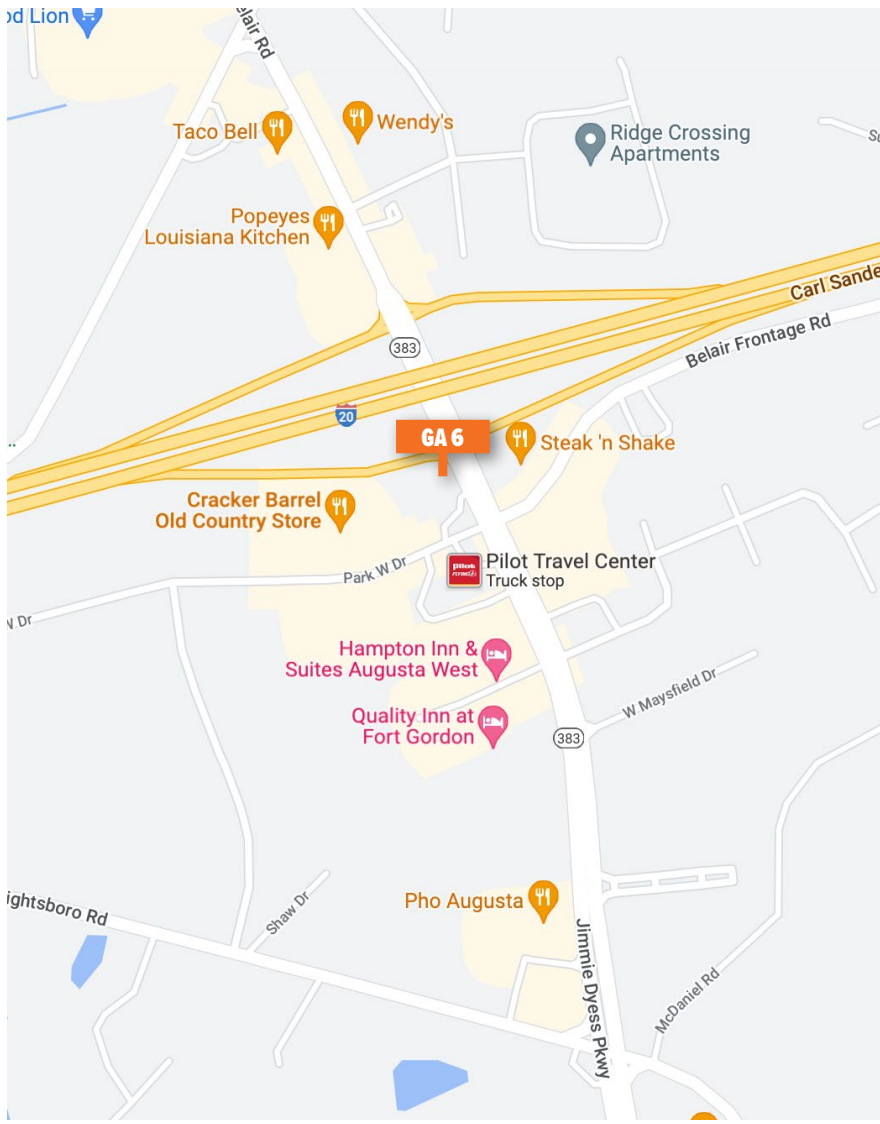 od Lion
elair Rd
Taco Bell
Wendy's
Ridge Crossing
Apartments
Popeyes
Louisiana Kitchen
Carl Sande
Belair Frontage Rd
383
20
GA 6
Steak 'n Shake
Cracker Barrel
Old Country Store
Park W Dr
Pilot Travel Center
Truck stop
W Dr
Hampton Inn &
Suites Augusta West
W Maysfield Dr
Quality Inn at
Fort Gordon
383
Pho Augusta
ightsboro Rd
Shaw Dr
Jimmie Dyess Pkwy
McDaniel Rd